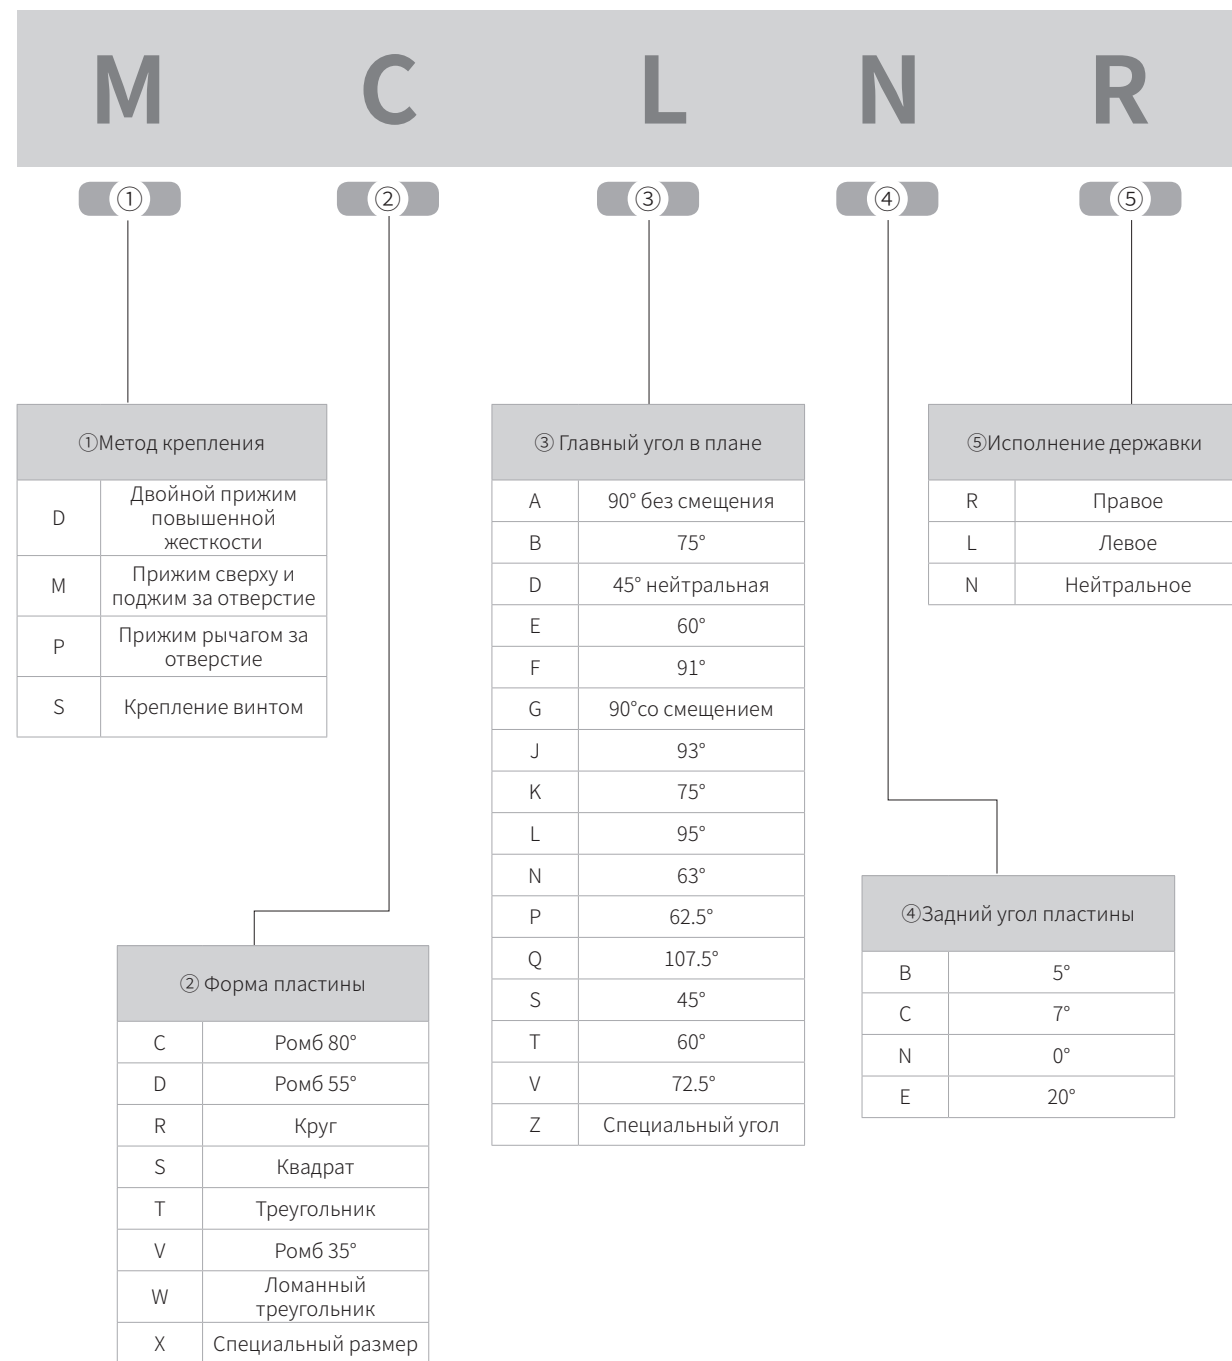 M C L N R
① ② ③ ④ ⑤
①Метод крепления
D Двойной прижим
повышенной
жесткости
M Прижим сверху и
поджим за отверстие
P Прижим рычагом за
отверстие
S Крепление винтом
② Форма пластины
C Ромб 80°
D Ромб 55°
R Круг
S Квадрат
T Треугольник
V Ромб 35°
W Ломанный
треугольник
X Специальный размер
③ Главный угол в плане
A 90° без смещения
B 75°
D 45° нейтральная
E 60°
F 91°
G 90°со смещением
J 93°
K 75°
L 95°
N 63°
P 62.5°
Q 107.5°
S 45°
T 60°
V 72.5°
Z Специальный угол
④Задний угол пластины
B 5°
C 7°
N 0°
E 20°
⑤Исполнение державки
R Правое
L Левое
N Нейтральное